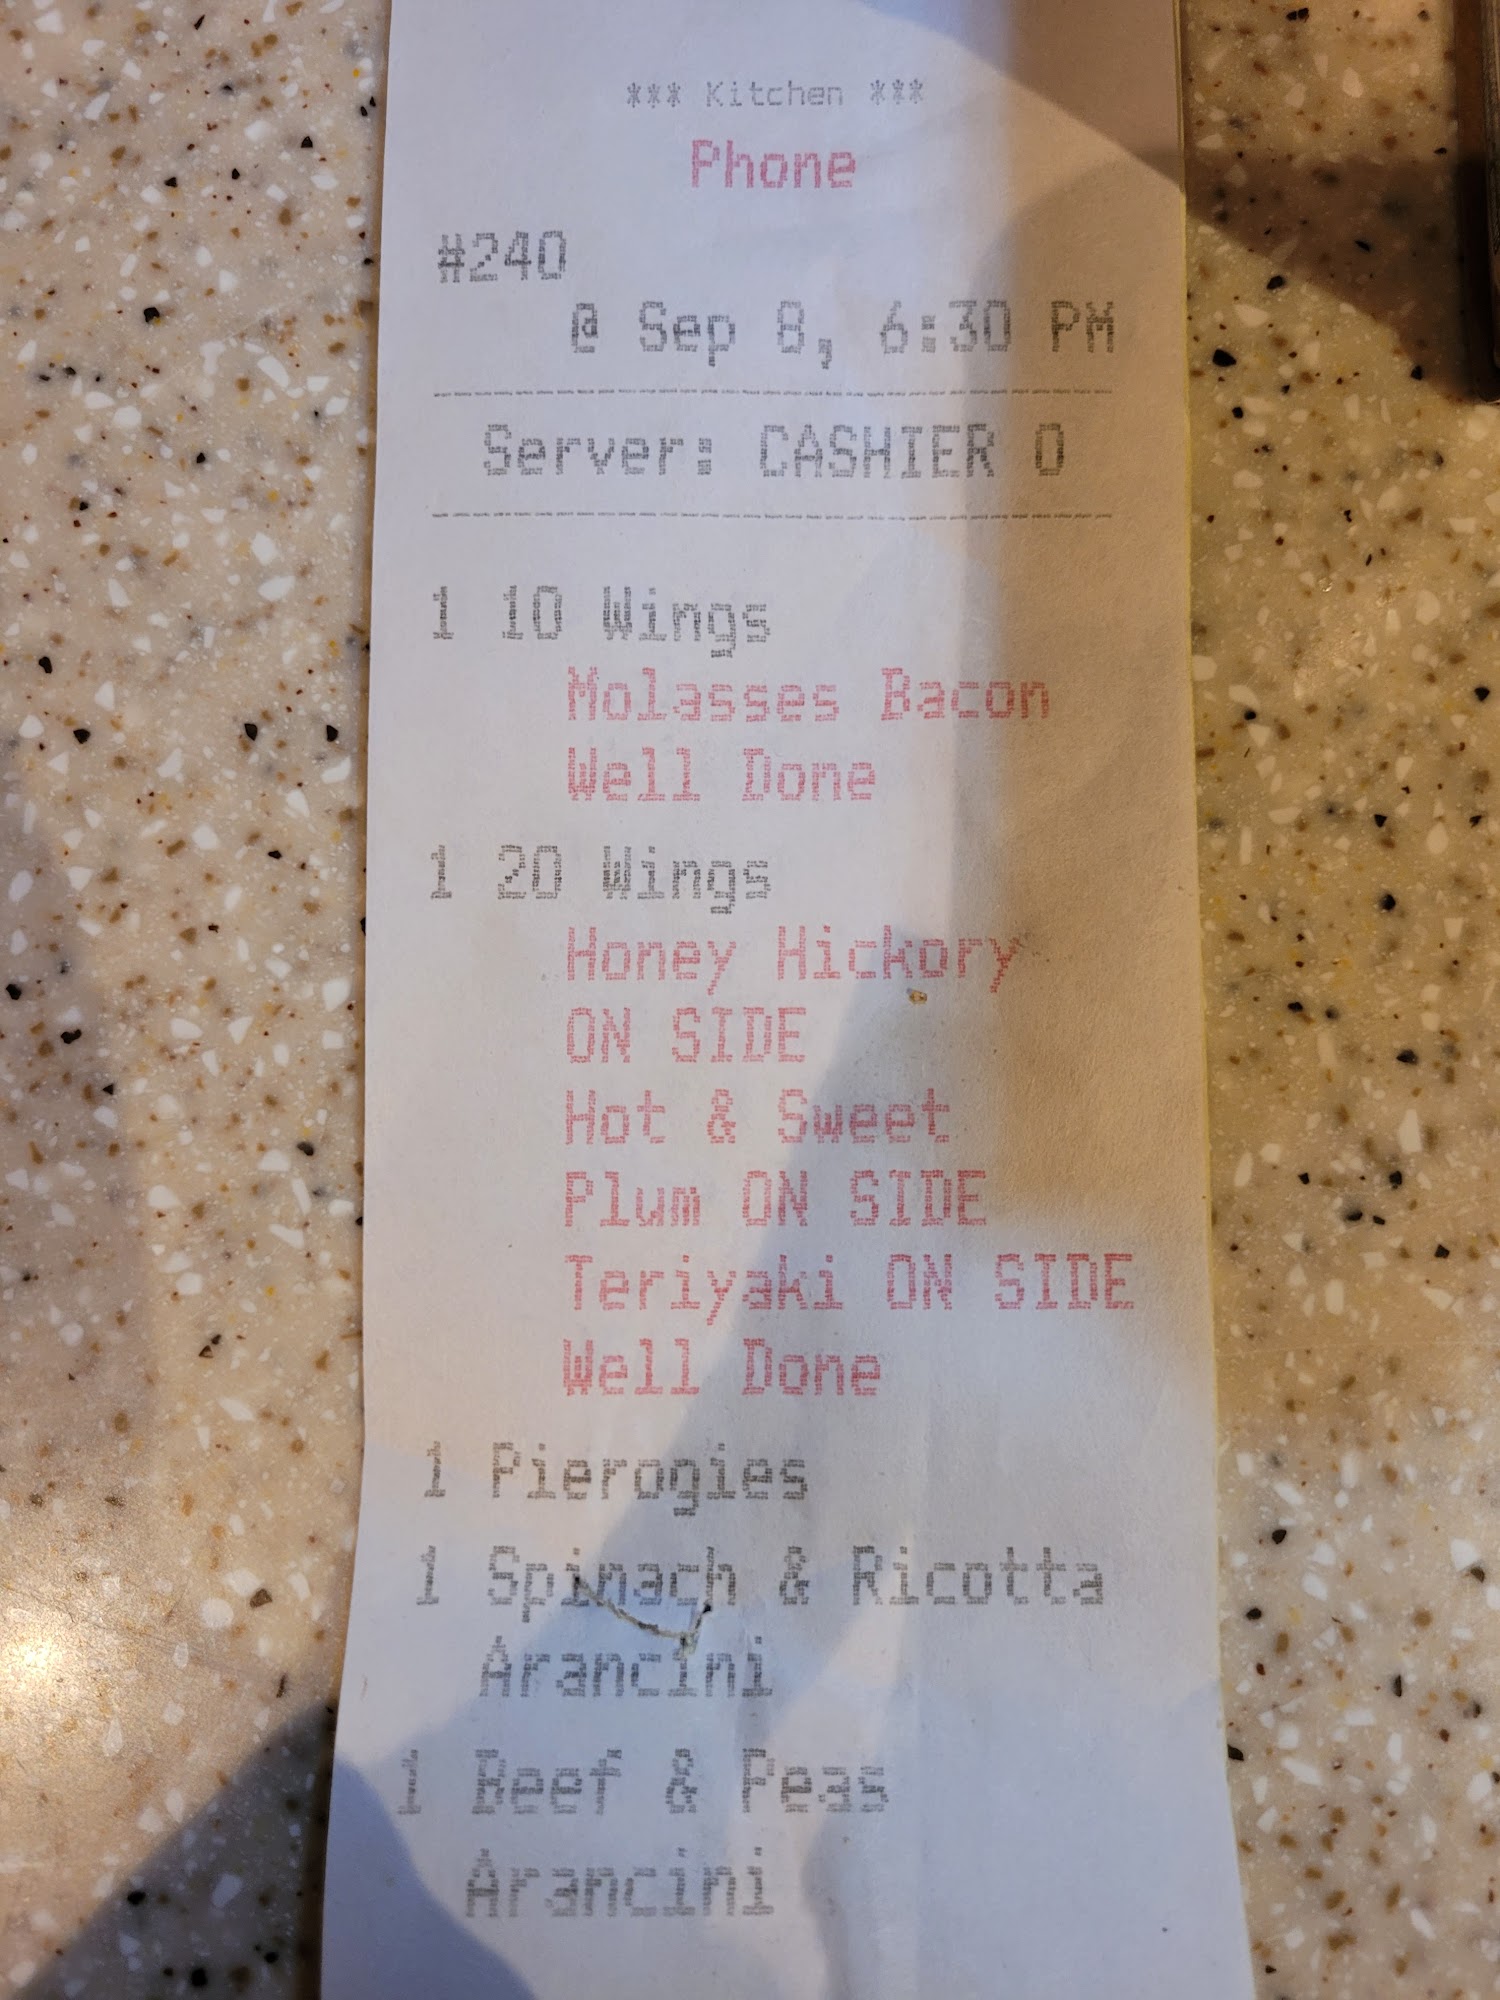 *** Kitchen ***
Phone
#240
@ Sep 8, 6:30 PM
Server: CASHIER 0
1 10 Wings
Molasses Bacon
Well Done
1 20 Wings
Honey Hickory
ON SIDE
Hot & Sweet
Plum ON SIDE
Teriyaki ON SIDE
Well Done
1 Pierogies
1 Spinach & Ricotta
Arancini
1 Beef & Peas
Arancini